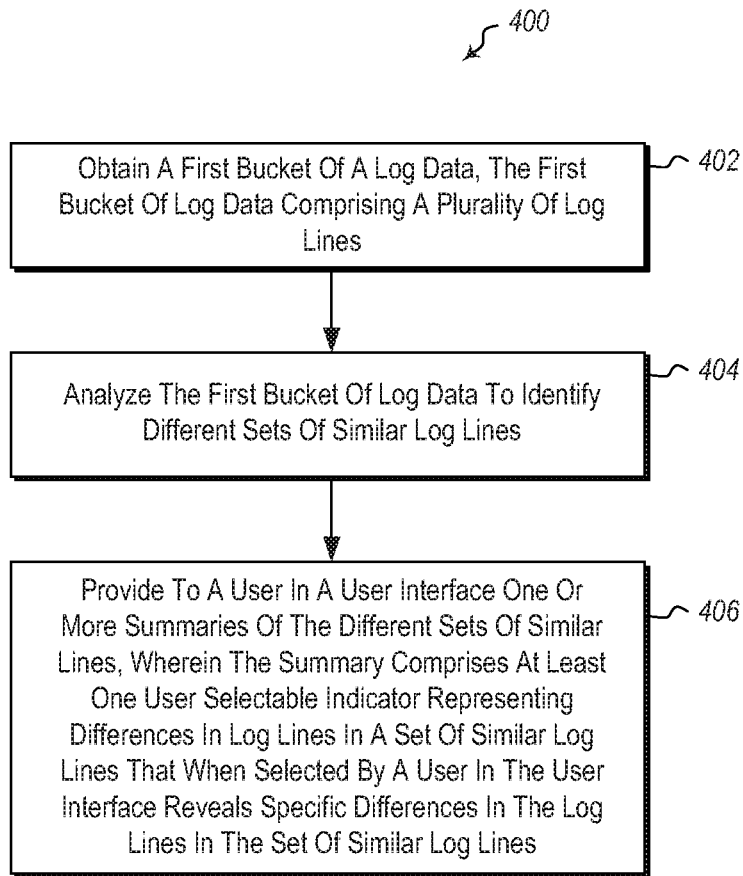 400
Obtain A First Bucket Of A Log Data, The First
Bucket Of Log Data Comprising A Plurality Of Log
Lines
402
Analyze The First Bucket Of Log Data To Identify
Different Sets Of Similar Log Lines
404
Provide To A User In A User Interface One Or
More Summaries Of The Different Sets Of Similar
Lines, Wherein The Summary Comprises At Least
One User Selectable Indicator Representing
Differences In Log Lines In A Set Of Similar Log
Lines That When Selected By A User In The User
Interface Reveals Specific Differences In The Log
Lines In The Set Of Similar Log Lines
406